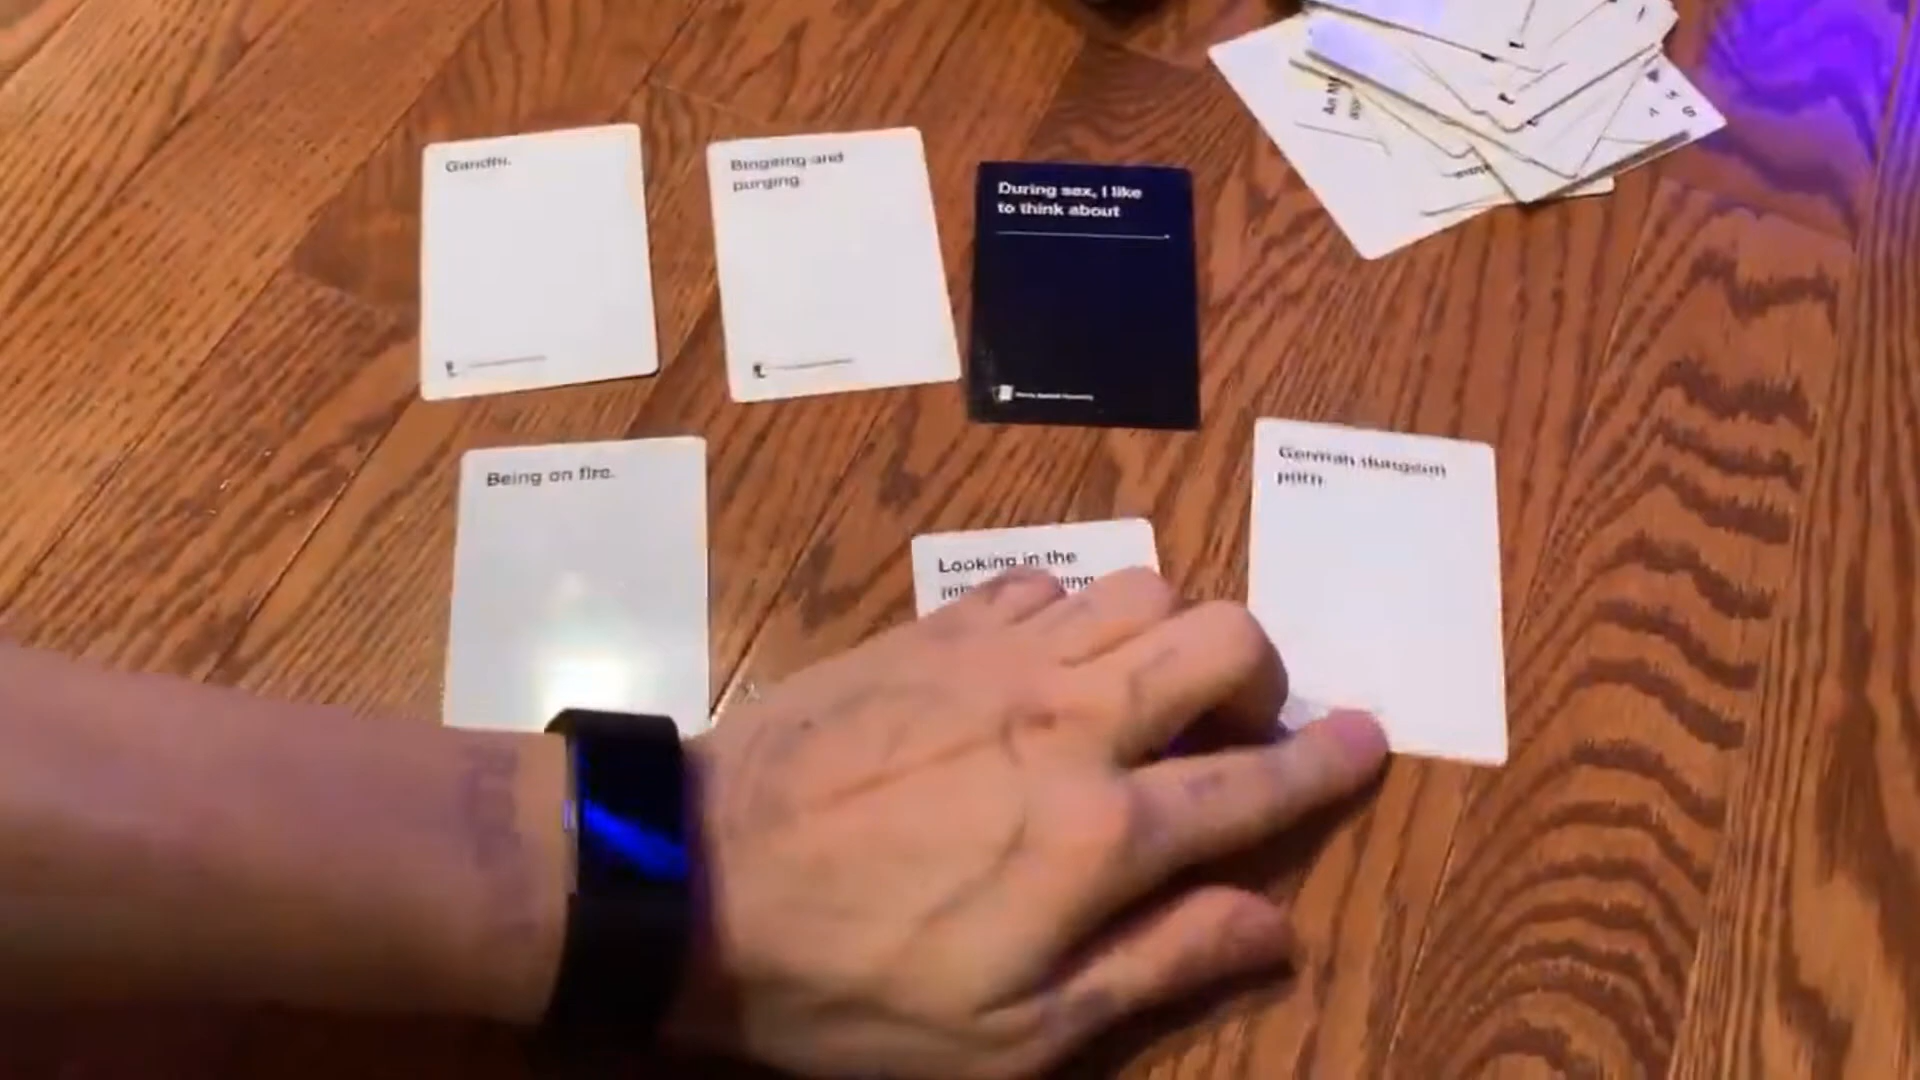 Gandhi.
Bingeing and
purging.
During sex, I like
to think about
Being on fire.
Looking in the
German dungeon
porn.
An M